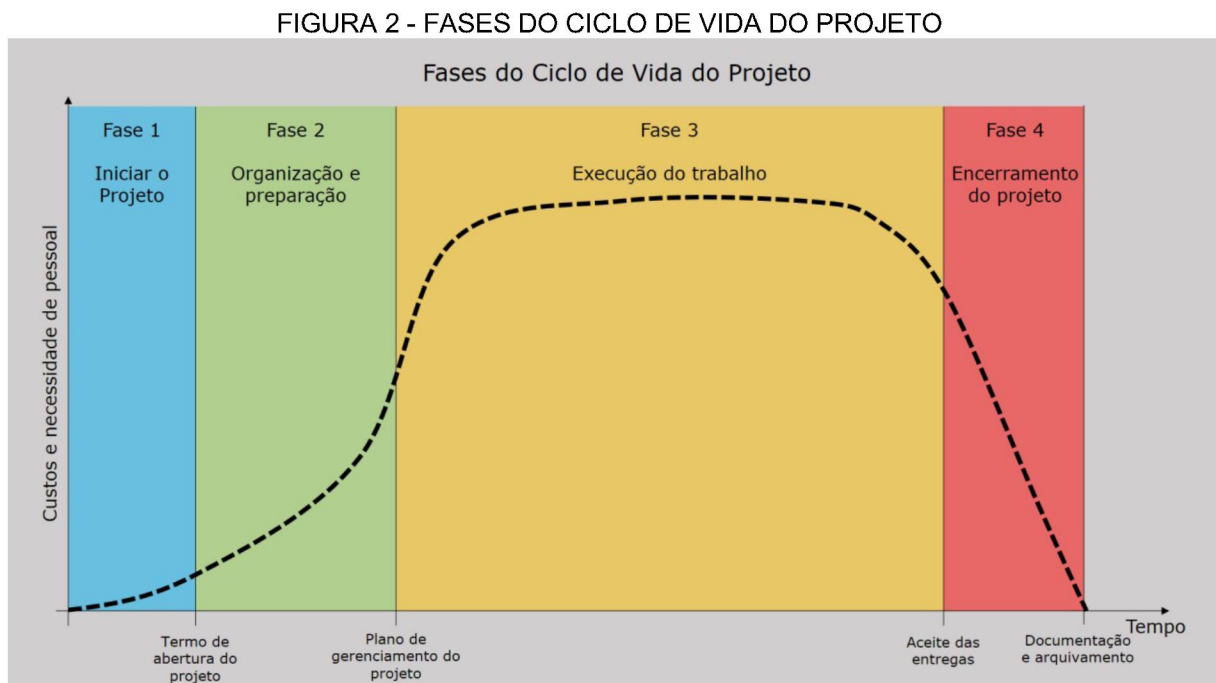 FIGURA 2 - FASES DO CICLO DE VIDA DO PROJETO
Fases do Ciclo de Vida do Projeto
Fase 1
Iniciar o
Projeto
Fase 2
Organização e
preparação
Fase 3
Execução do trabalho
Fase 4
Encerramento
do projeto
Custos e necessidade de pessoal
Tempo
Termo de
abertura do
projeto
Plano de
gerenciamento do
projeto
Aceite das
entregas
Documentação
e arquivamento